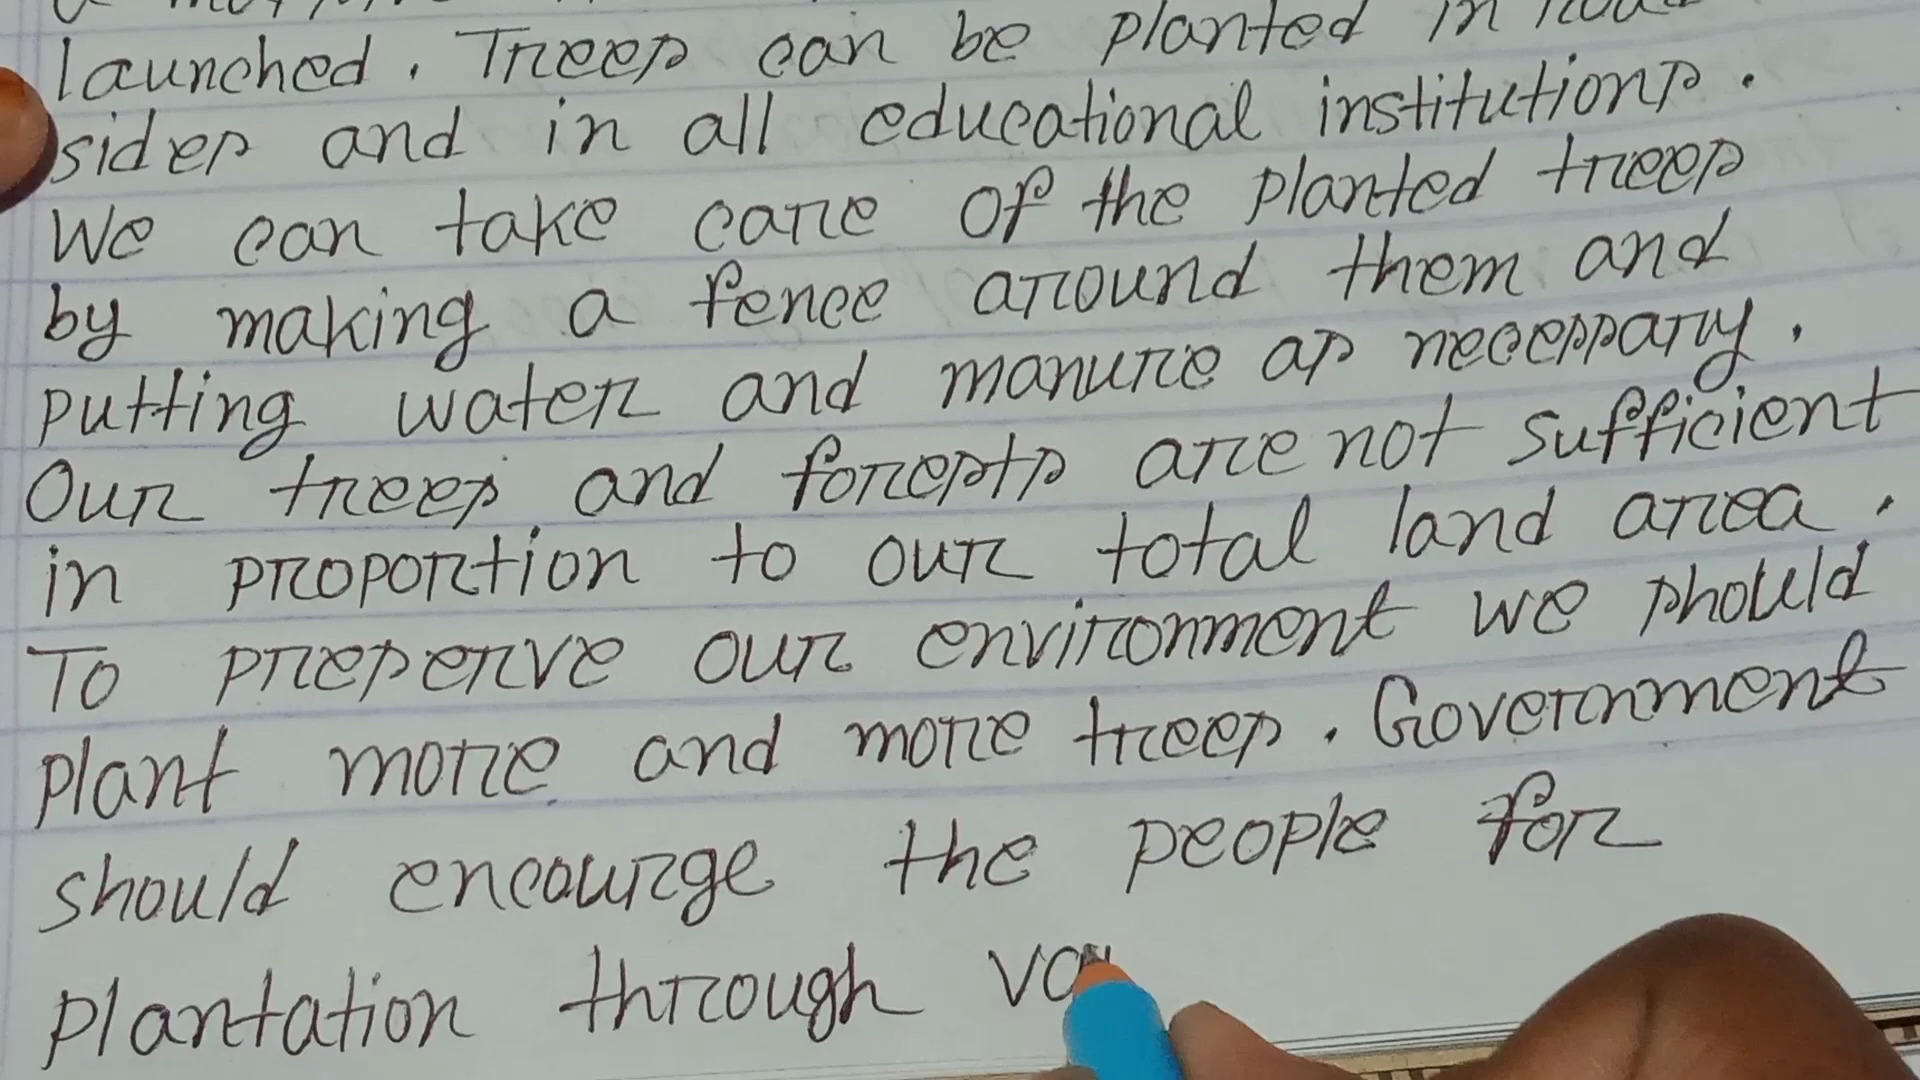 launched. Trees can be planted in
sides and in all educational institutions.
We can take care of the planted trees
by making a fence around them and
putting water and manure as necessary.
Our trees and forests are not sufficient
in proportion to our total land area.
To preserve our environment we should
plant more and more trees. Government
should encourge the people for
plantation through